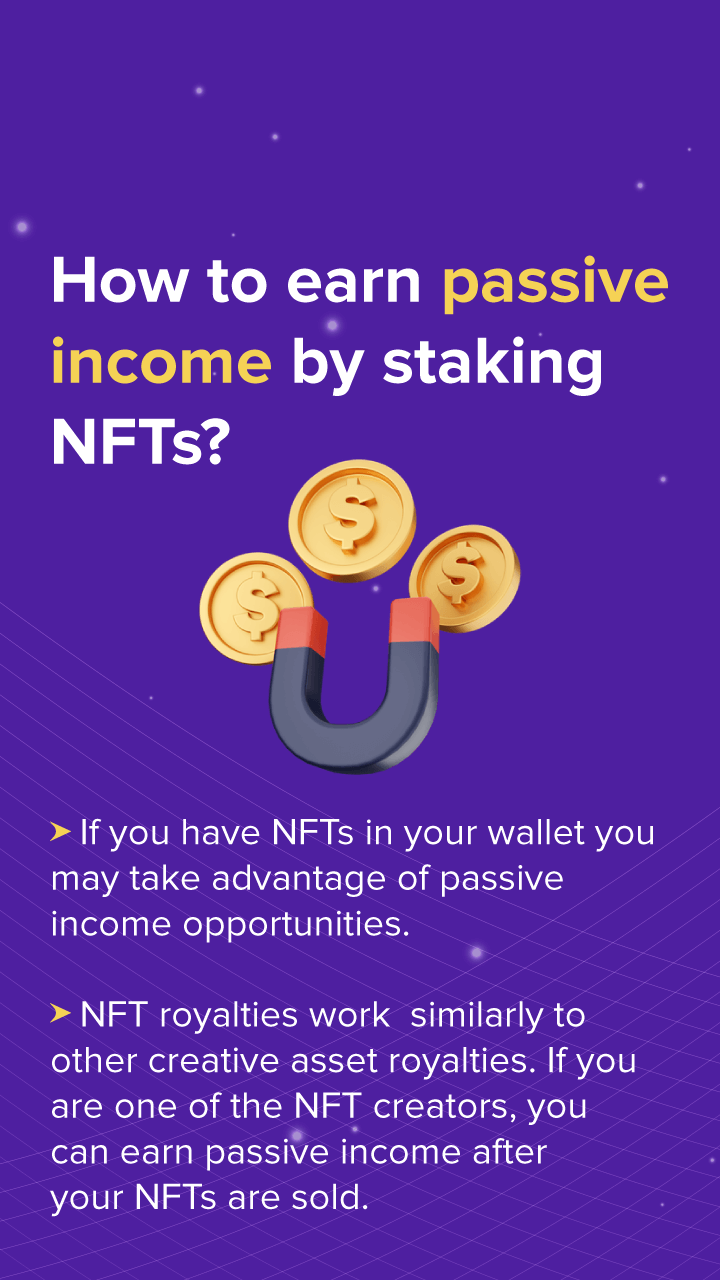 How to earn passive
income by staking
NFTs?
➤ If you have NFTs in your wallet you
may take advantage of passive
income opportunities.
➤ NFT royalties work  similarly to
other creative asset royalties. If you
are one of the NFT creators, you
can earn passive income after
your NFTs are sold.